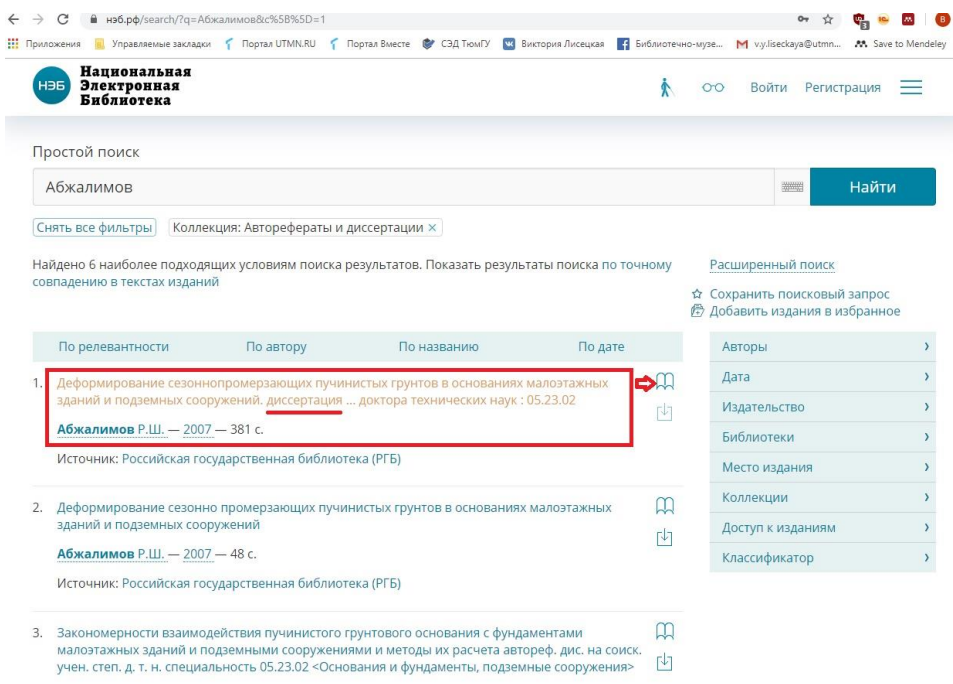 нэб.рф/search/?q=Абжалимов&c%5B%5D=1
Приложения Управляемые закладки Портал UTMN.RU Портал Вместе СЭД ТюмГУ Виктория Лисецкая Библиотечно-музе... v.y.liseckaya@utmn... Save to Mendeley
НЭБ
Национальная
Электронная
Библиотека
Войти Регистрация
Простой поиск
Абжалимов
Найти
Снять все фильтры Коллекция: Авторефераты и диссертации ×
Найдено 6 наиболее подходящих условиям поиска результатов. Показать результаты поиска по точному
совпадению в текстах изданий
Расширенный поиск
Сохранить поисковый запрос
Добавить издания в избранное
По релевантности По автору По названию По дате
1. Деформирование сезоннопромерзающих пучинистых грунтов в основаниях малоэтажных
зданий и подземных сооружений. диссертация ... доктора технических наук : 05.23.02
Абжалимов Р.Ш. — 2007 — 381 с.
Источник: Российская государственная библиотека (РГБ)
2. Деформирование сезонно промерзающих пучинистых грунтов в основаниях малоэтажных
зданий и подземных сооружений
Абжалимов Р.Ш. — 2007 — 48 с.
Источник: Российская государственная библиотека (РГБ)
3. Закономерности взаимодействия пучинистого грунтового основания с фундаментами
малоэтажных зданий и подземными сооружениями и методы их расчета автореф. дис. на соиск.
учен. степ. д. т. н. специальность 05.23.02 <Основания и фундаменты, подземные сооружения>
Авторы
Дата
Издательство
Библиотеки
Место издания
Коллекции
Доступ к изданиям
Классификатор